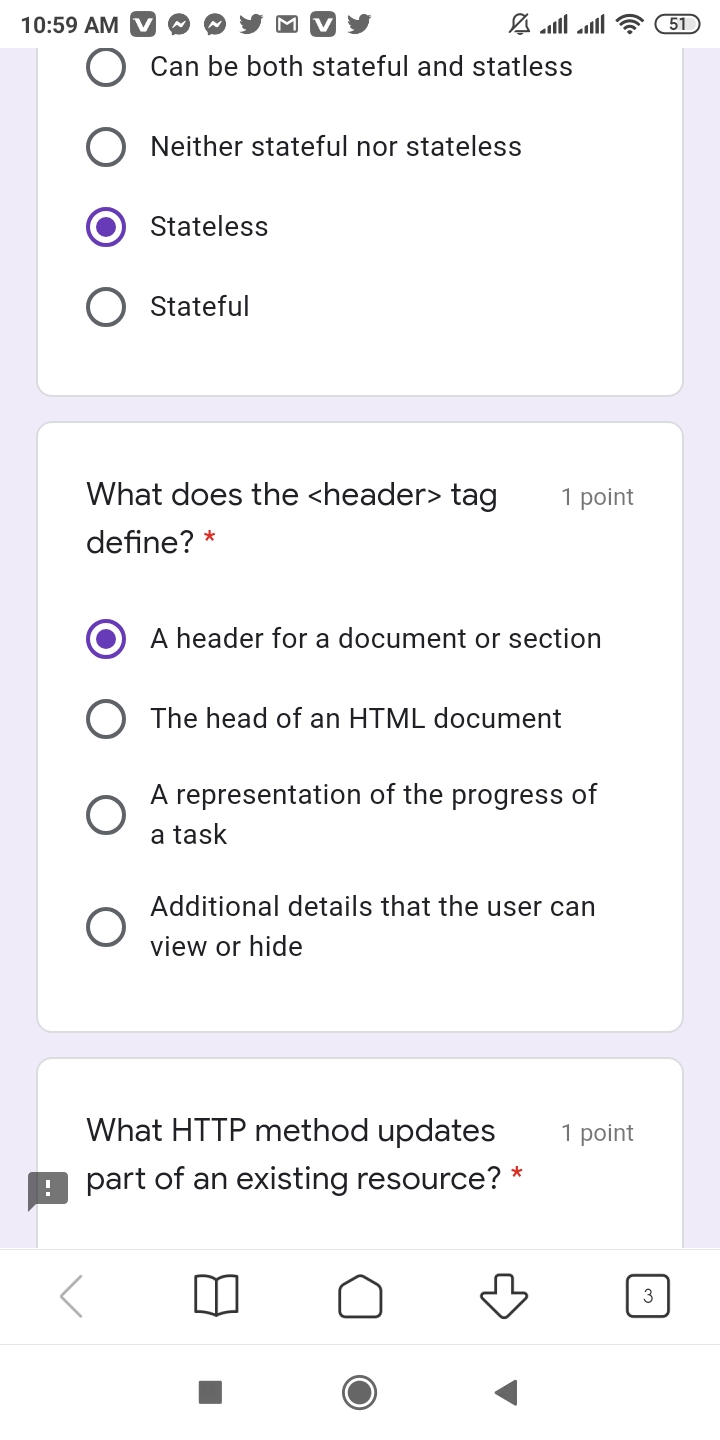 10:59 AM
51
Can be both stateful and statless
Neither stateful nor stateless
Stateless
Stateful
What does the <header> tag
1 point
define? *
A header for a document or section
The head of an HTML document
A representation of the progress of
a task
Additional details that the user can
view or hide
What HTTP method updates
1 point
part of an existing resource? *
3